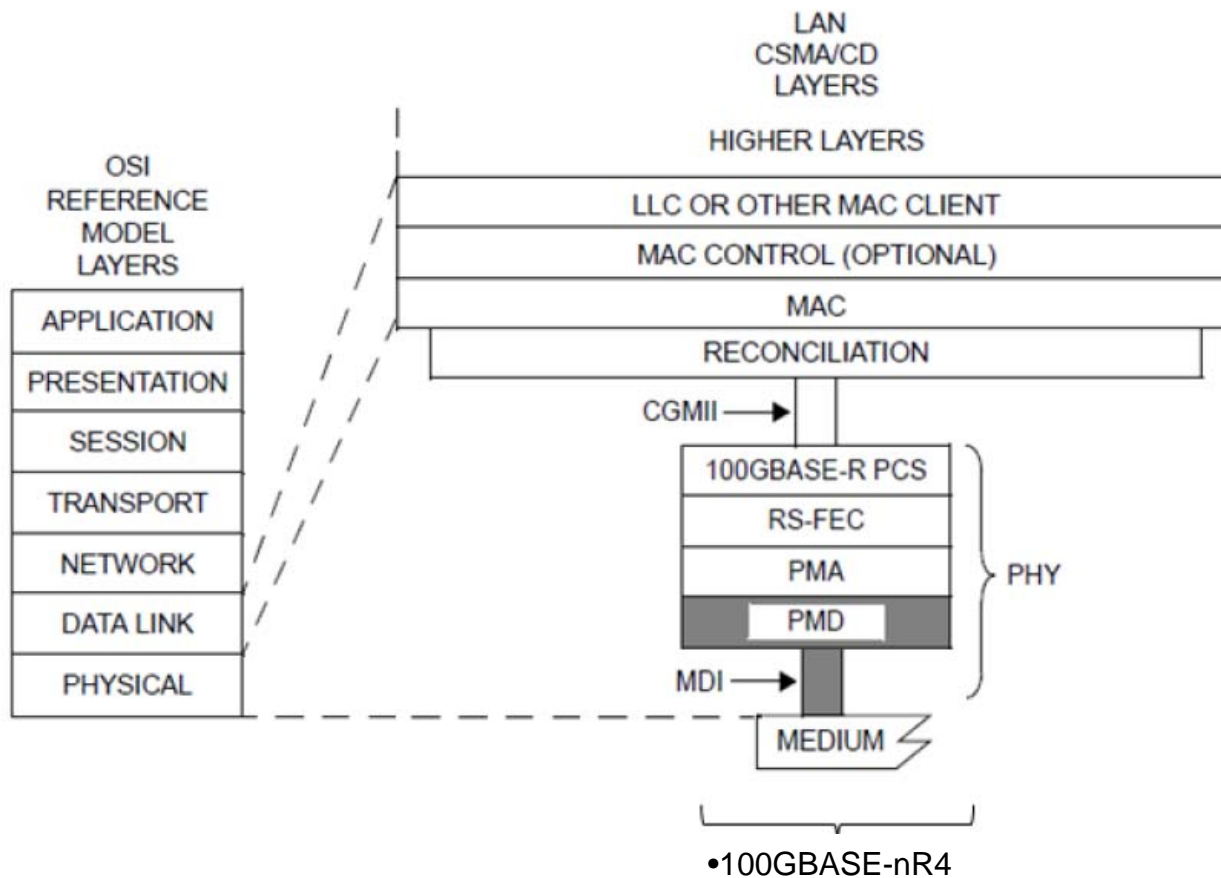 LAN
CSMA/CD
LAYERS
HIGHER LAYERS
OSI
REFERENCE
MODEL
LAYERS
APPLICATION
PRESENTATION
SESSION
TRANSPORT
NETWORK
DATA LINK
PHYSICAL
LLC OR OTHER MAC CLIENT
MAC CONTROL (OPTIONAL)
MAC
RECONCILIATION
CGMII
100GBASE-R PCS
RS-FEC
PMA
PMD
PHY
MDI
MEDIUM
•100GBASE-nR4